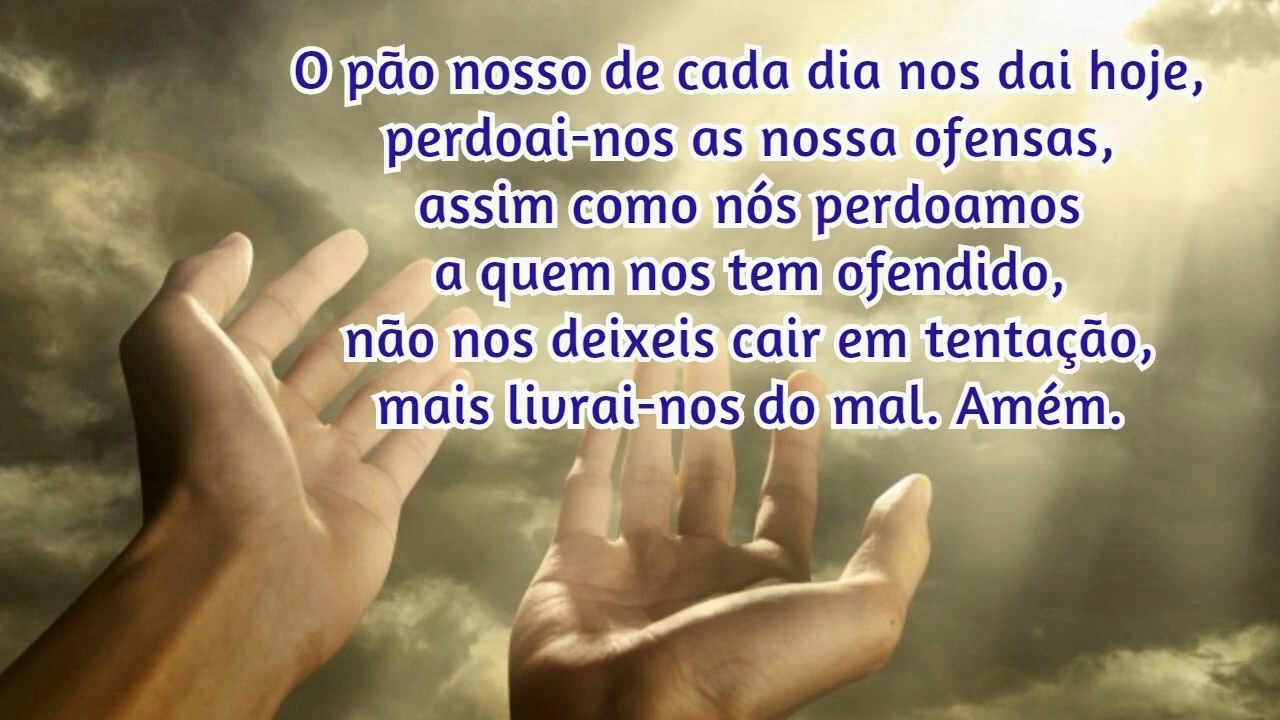 O pão nosso de cada dia nos dai hoje,
perdoai-nos as nossa ofensas,
assim como nós perdoamos
a quem nos tem ofendido,
não nos deixeis cair em tentação,
mais livrai-nos do mal. Amém.